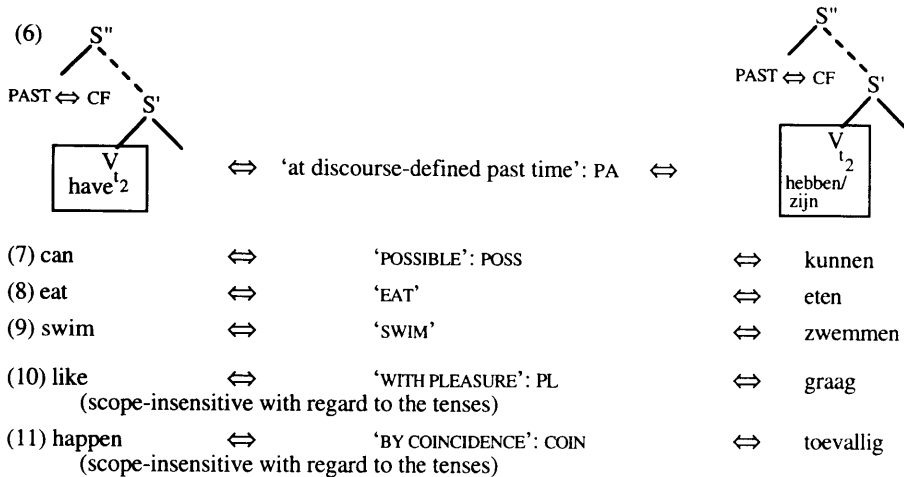 (6) S" S"
PAST ⇔ CF PAST ⇔ CF
S' S'
V V
have t2 ⇔ ‘at discourse-defined past time’: PA ⇔ hebben/ t2
zijn
(7) can ⇔ ‘POSSIBLE’: POSS ⇔ kunnen
(8) eat ⇔ ‘EAT’ ⇔ eten
(9) swim ⇔ ‘SWIM’ ⇔ zwemmen
(10) like ⇔ ‘WITH PLEASURE’: PL ⇔ graag
(scope-insensitive with regard to the tenses)
(11) happen ⇔ ‘BY COINCIDENCE’: COIN ⇔ toevallig
(scope-insensitive with regard to the tenses)